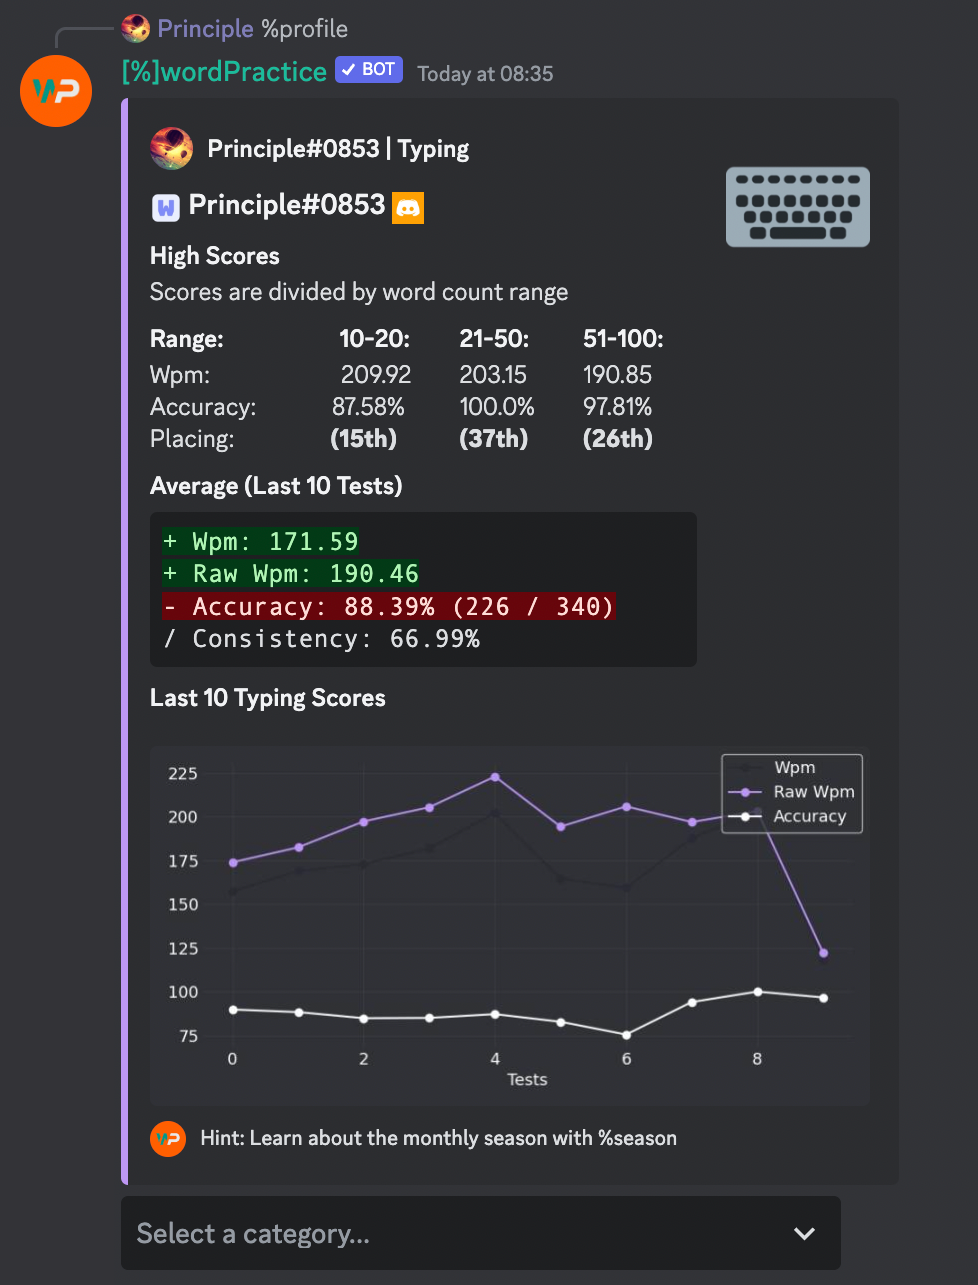 Principle %profile
WP
[%]wordPractice ✓ BOT Today at 08:35
Principle#0853 | Typing
W Principle#0853
High Scores
Scores are divided by word count range
Range: 10-20: 21-50: 51-100:
Wpm: 209.92 203.15 190.85
Accuracy: 87.58% 100.0% 97.81%
Placing: (15th) (37th) (26th)
Average (Last 10 Tests)
+ Wpm: 171.59
+ Raw Wpm: 190.46
- Accuracy: 88.39% (226 / 340)
/ Consistency: 66.99%
Last 10 Typing Scores
Wpm
Raw Wpm
Accuracy
225
200
175
150
125
100
75
0 2 4 6 8
Tests
WP Hint: Learn about the monthly season with %season
Select a category...